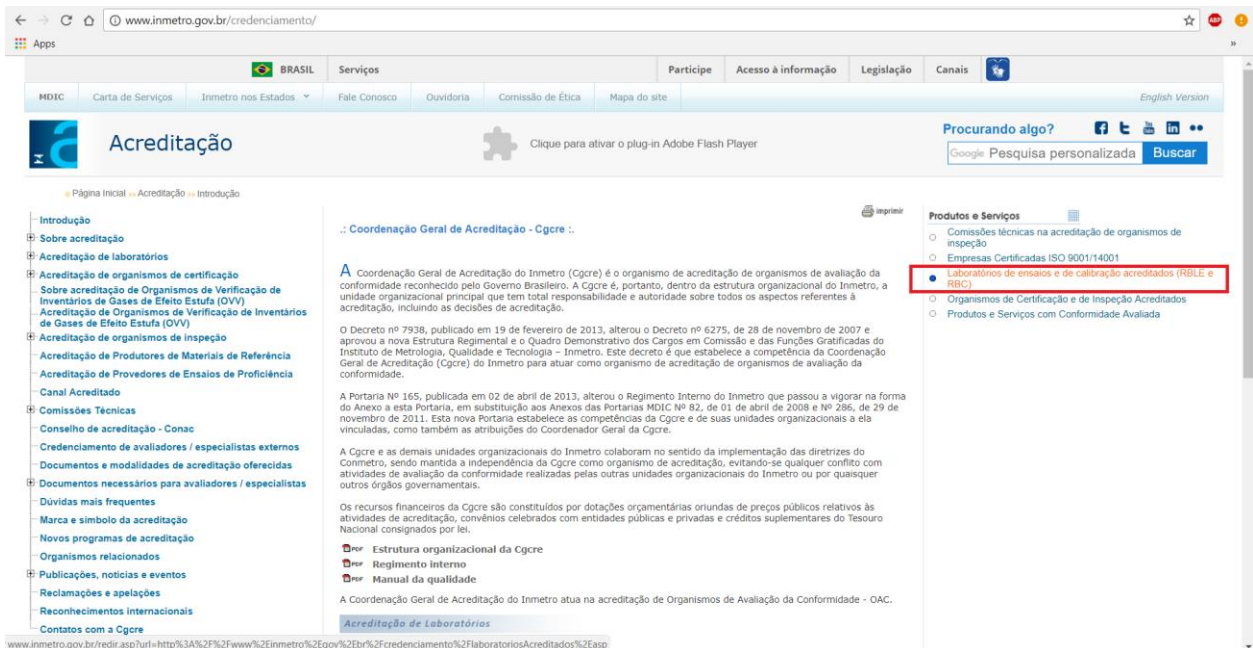 www.inmetro.gov.br/credenciamento/
ABP
Apps
»
BRASIL Serviços Participe Acesso à informação Legislação Canais
MDIC Carta de Serviços Inmetro nos Estados Fale Conosco Ouvidoria Comissão de Ética Mapa do site English Version
Acreditação
Clique para ativar o plug-in Adobe Flash Player
Procurando algo?
Google Pesquisa personalizada Buscar
Página Inicial »» Acreditação »» Introdução
imprimir
Introdução
Sobre acreditação
Acreditação de laboratórios
Acreditação de organismos de certificação
Sobre acreditação de Organismos de Verificação de
Inventários de Gases de Efeito Estufa (OVV)
Acreditação de Organismos de Verificação de Inventários
de Gases de Efeito Estufa (OVV)
Acreditação de organismos de inspeção
Acreditação de Produtores de Materiais de Referência
Acreditação de Provedores de Ensaios de Proficiência
Canal Acreditado
Comissões Técnicas
Conselho de acreditação - Conac
Credenciamento de avaliadores / especialistas externos
Documentos e modalidades de acreditação oferecidas
Documentos necessários para avaliadores / especialistas
Dúvidas mais frequentes
Marca e símbolo da acreditação
Novos programas de acreditação
Organismos relacionados
Publicações, notícias e eventos
Reclamações e apelações
Reconhecimentos internacionais
Contatos com a Cgcre
.: Coordenação Geral de Acreditação - Cgcre :.
A Coordenação Geral de Acreditação do Inmetro (Cgcre) é o organismo de acreditação de organismos de avaliação da
conformidade reconhecido pelo Governo Brasileiro. A Cgcre é, portanto, dentro da estrutura organizacional do Inmetro, a
unidade organizacional principal que tem total responsabilidade e autoridade sobre todos os aspectos referentes à
acreditação, incluindo as decisões de acreditação.
O Decreto nº 7938, publicado em 19 de fevereiro de 2013, alterou o Decreto nº 6275, de 28 de novembro de 2007 e
aprovou a nova Estrutura Regimental e o Quadro Demonstrativo dos Cargos em Comissão e das Funções Gratificadas do
Instituto de Metrologia, Qualidade e Tecnologia – Inmetro. Este decreto é que estabelece a competência da Coordenação
Geral de Acreditação (Cgcre) do Inmetro para atuar como organismo de acreditação de organismos de avaliação da
conformidade.
A Portaria Nº 165, publicada em 02 de abril de 2013, alterou o Regimento Interno do Inmetro que passou a vigorar na forma
do Anexo a esta Portaria, em substituição aos Anexos das Portarias MDIC Nº 82, de 01 de abril de 2008 e Nº 286, de 29 de
novembro de 2011. Esta nova Portaria estabelece as competências da Cgcre e de suas unidades organizacionais a ela
vinculadas, como também as atribuições do Coordenador Geral da Cgcre.
A Cgcre e as demais unidades organizacionais do Inmetro colaboram no sentido da implementação das diretrizes do
Conmetro, sendo mantida a independência da Cgcre como organismo de acreditação, evitando-se qualquer conflito com
atividades de avaliação da conformidade realizadas pelas outras unidades organizacionais do Inmetro ou por quaisquer
outros órgãos governamentais.
Os recursos financeiros da Cgcre são constituídos por dotações orçamentárias oriundas de preços públicos relativos às
atividades de acreditação, convênios celebrados com entidades públicas e privadas e créditos suplementares do Tesouro
Nacional consignados por lei.
PDF Estrutura organizacional da Cgcre
PDF Regimento interno
PDF Manual da qualidade
A Coordenação Geral de Acreditação do Inmetro atua na acreditação de Organismos de Avaliação da Conformidade - OAC.
Acreditação de Laboratórios
Produtos e Serviços
Comissões técnicas na acreditação de organismos de
inspeção
Empresas Certificadas ISO 9001/14001
Laboratórios de ensaios e de calibração acreditados (RBLE e
RBC)
Organismos de Certificação e de Inspeção Acreditados
Produtos e Serviços com Conformidade Avaliada
www.inmetro.gov.br/redir.asp?url=http%3A%2F%2Fwww%2Einmetro%2Egov%2Ebr%2Fcredenciamento%2FlaboratoriosAcreditados%2Easp